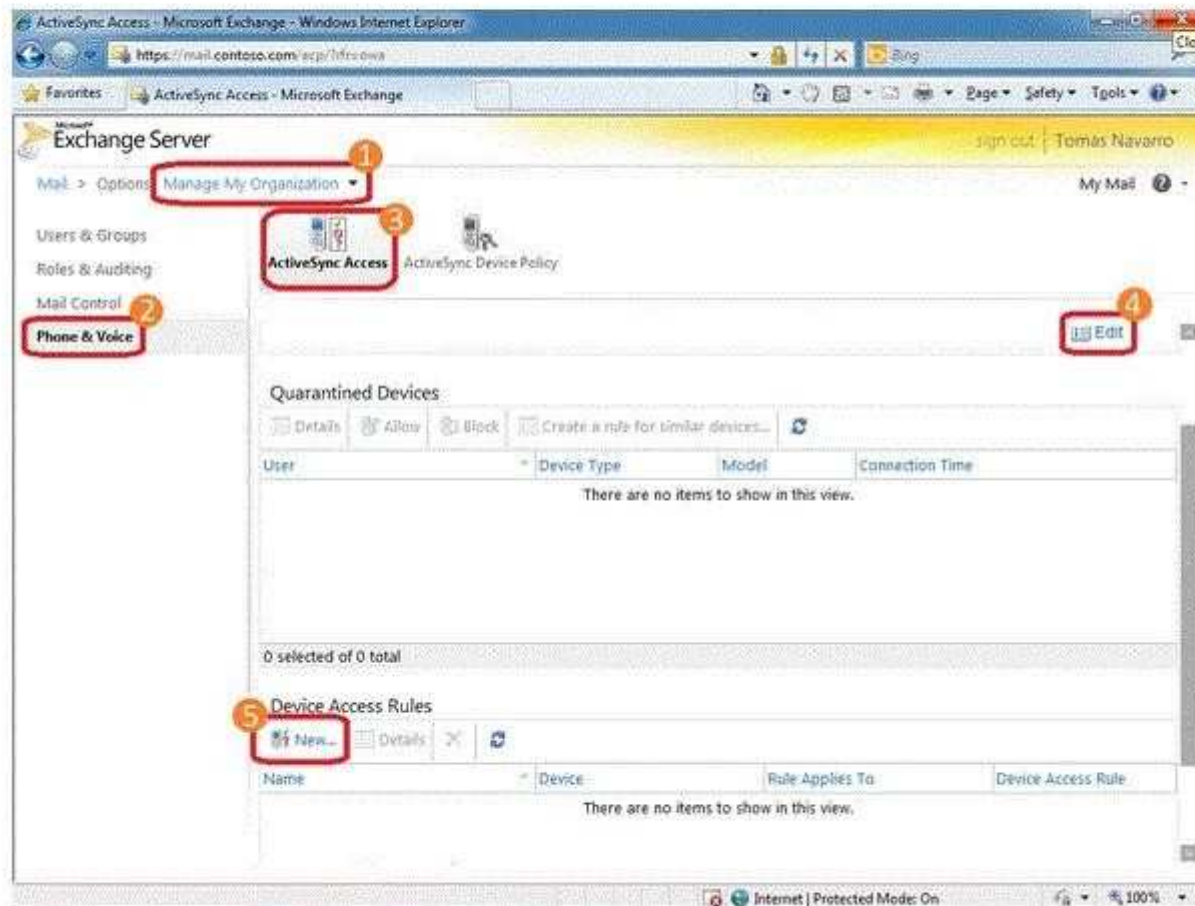 ActiveSync Access - Microsoft Exchange - Windows Internet Explorer
Clo
https://mail.contoso.com/ecp/?rfr=owa
Bing
Favorites ActiveSync Access - Microsoft Exchange Page Safety Tools
Microsoft
Exchange Server
sign out Tomas Navarro
1
Mail > Options: Manage My Organization My Mail
3
Users & Groups
Roles & Auditing
ActiveSync Access ActiveSync Device Policy
Mail Control
2
4
Phone & Voice
Edit
Quarantined Devices
Details Allow Block Create a rule for similar devices...
User Device Type Model Connection Time
There are no items to show in this view.
0 selected of 0 total
5
Device Access Rules
New... Details
Name Device Rule Applies To Device Access Rule
There are no items to show in this view.
Internet | Protected Mode: On 100%